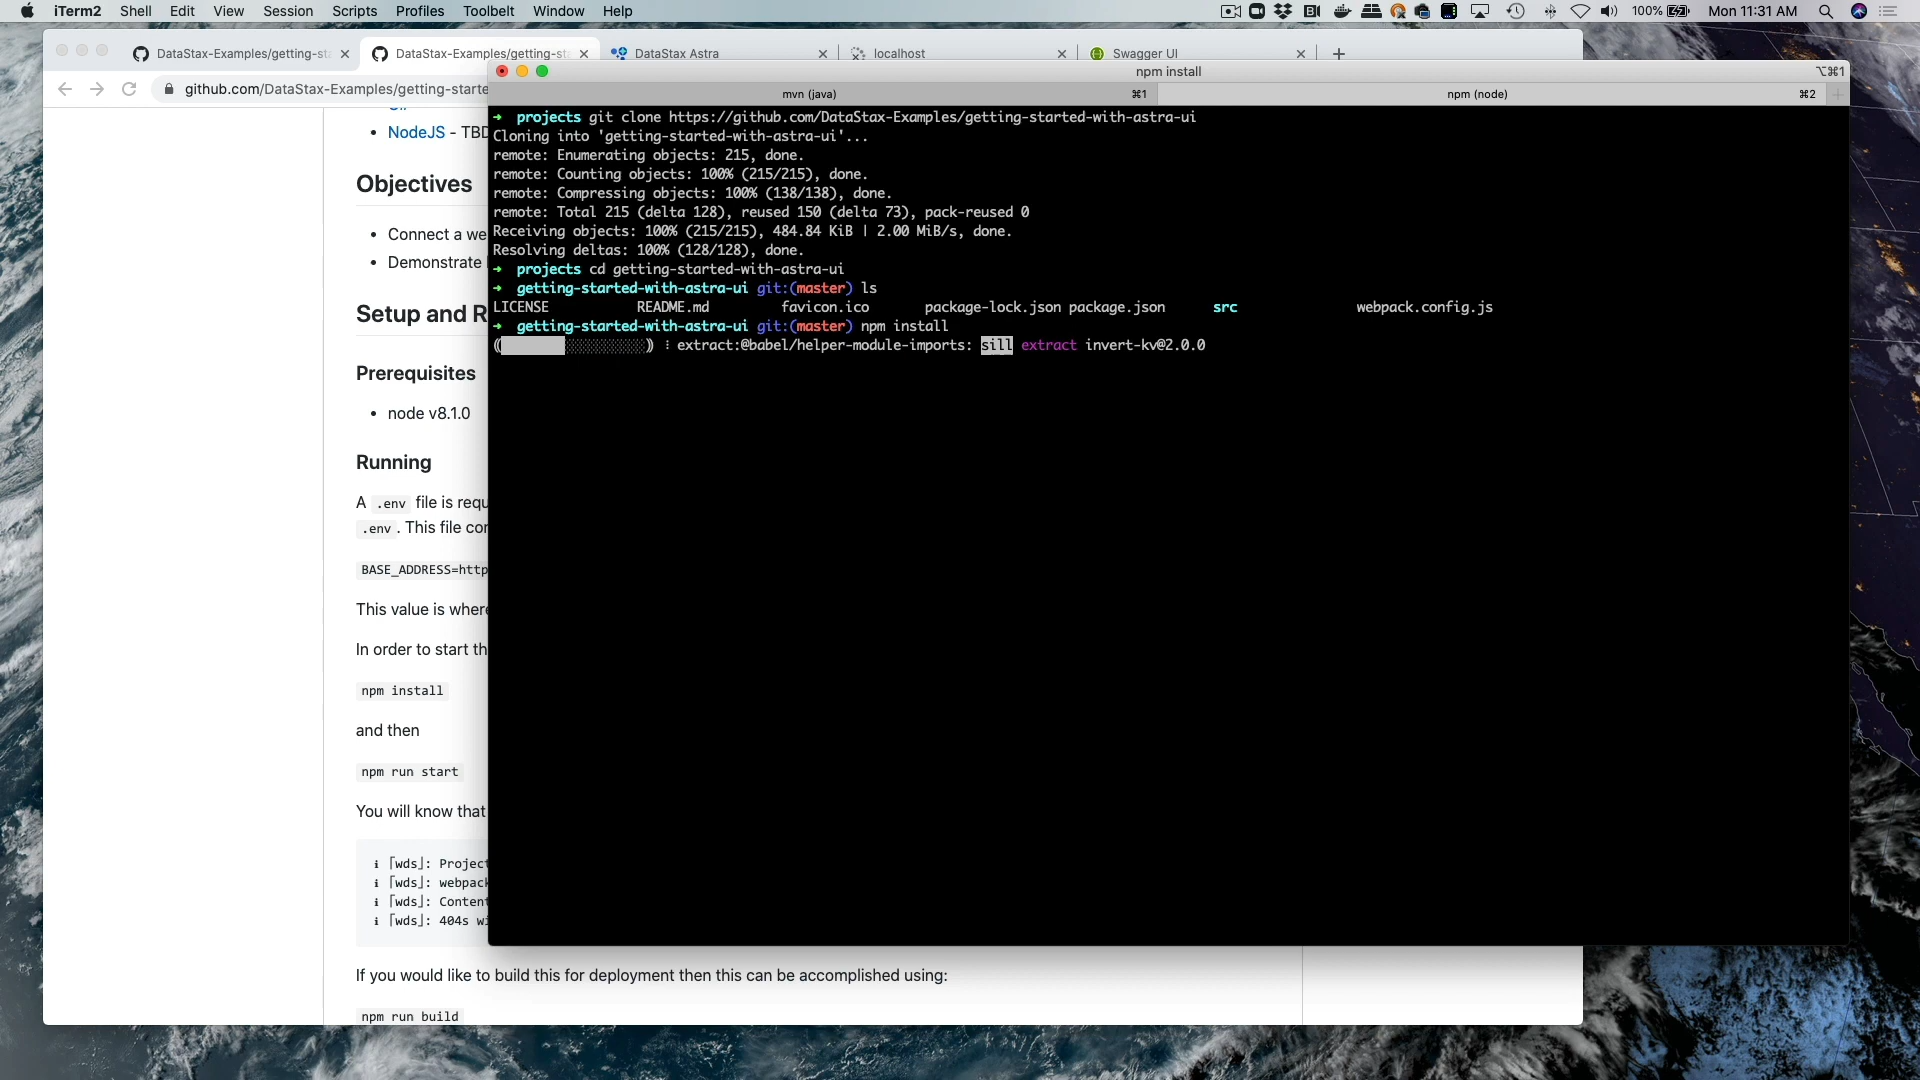 iTerm2 Shell Edit View Session Scripts Profiles Toolbelt Window Help 100% Mon 11:31 AM
DataStax-Examples/getting-sta DataStax-Examples/getting-sta DataStax Astra localhost Swagger UI
github.com/DataStax-Examples/getting-starte
npm install ⌥⌘1
mvn (java) ⌘1 npm (node) ⌘2
NodeJS - TBD
Objectives
Connect a we
Demonstrate
Setup and R
Prerequisites
node v8.1.0
Running
A .env file is requ
.env . This file con
BASE_ADDRESS=http
This value is where
In order to start th
npm install
and then
npm run start
You will know that
i ｢wds｣: Project
i ｢wds｣: webpack
i ｢wds｣: Content
i ｢wds｣: 404s wi
If you would like to build this for deployment then this can be accomplished using:
npm run build
➜ projects git clone https://github.com/DataStax-Examples/getting-started-with-astra-ui
Cloning into 'getting-started-with-astra-ui'...
remote: Enumerating objects: 215, done.
remote: Counting objects: 100% (215/215), done.
remote: Compressing objects: 100% (138/138), done.
remote: Total 215 (delta 128), reused 150 (delta 73), pack-reused 0
Receiving objects: 100% (215/215), 484.84 KiB | 2.00 MiB/s, done.
Resolving deltas: 100% (128/128), done.
➜ projects cd getting-started-with-astra-ui
➜ getting-started-with-astra-ui git:(master) ls
LICENSE README.md favicon.ico package-lock.json package.json src webpack.config.js
➜ getting-started-with-astra-ui git:(master) npm install
⸨ ░░░░░░░░░░⸩ ⠸ extract:@babel/helper-module-imports: sill extract invert-kv@2.0.0